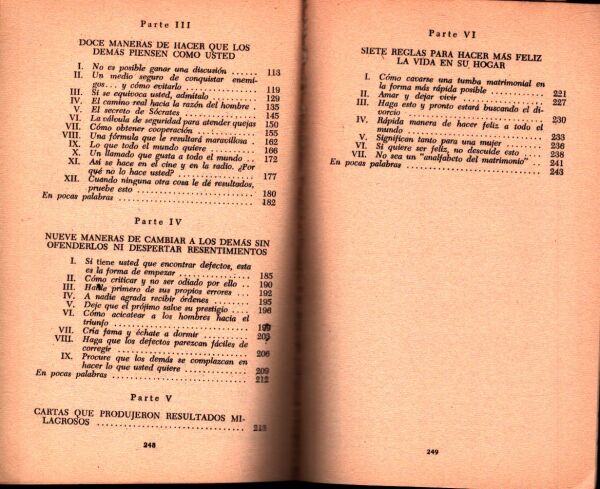 Parte III
DOCE MANERAS DE HACER QUE LOS
DEMÁS PIENSEN COMO USTED
I. No es posible ganar una discusión ...... 113
II. Un medio seguro de conquistar enemi-
gos... y cómo evitarlo .................. 119
III. Si se equivoca usted, admítalo ........ 129
IV. El camino real hacia la razón del hombre . 135
V. El secreto de Sócrates ................ 145
VI. La válvula de seguridad para atender quejas 150
VII. Cómo obtener cooperación ............ 155
VIII. Una fórmula que le resultará maravillosa . 162
IX. Lo que todo el mundo quiere .......... 166
X. Un llamado que gusta a todo el mundo . 172
XI. Así se hace en el cine y en la radio. ¿Por
qué no lo hace usted? .................. 177
XII. Cuando ninguna otra cosa le dé resultados,
pruebe esto .......................... 180
En pocas palabras .......................... 182
Parte IV
NUEVE MANERAS DE CAMBIAR A LOS DEMÁS SIN
OFENDERLOS NI DESPERTAR RESENTIMIENTOS
I. Si tiene usted que encontrar defectos, esta
es la forma de empezar ................ 185
II. Cómo criticar y no ser odiado por ello .. 190
III. Hable primero de sus propios errores .. 192
IV. A nadie agrada recibir órdenes ........ 195
V. Deje que el prójimo salve su prestigio .. 196
VI. Cómo acicatear a los hombres hacia el
triunfo ..............................
VII. Cría fama y échate a dormir ..........
VIII. Haga que los defectos parezcan fáciles de
corregir .............................. 206
IX. Procure que los demás se complazcan en
hacer lo que usted quiere .............. 209
En pocas palabras .......................... 212
Parte V
CARTAS QUE PRODUJERON RESULTADOS MI-
LAGROSOS ..............................
248
Parte VI
SIETE REGLAS PARA HACER MÁS FELIZ
LA VIDA EN SU HOGAR
I. Cómo cavarse una tumba matrimonial en
la forma más rápida posible ............ 221
II. Amar y dejar vivir .................... 227
III. Haga esto y pronto estará buscando el di-
vorcio ................................ 230
IV. Rápida manera de hacer feliz a todo el
mundo ................................ 233
V. Significan tanto para una mujer ........ 236
VI. Si quiere ser feliz, no descuide esto .... 238
VII. No sea un "analfabeto del matrimonio" .. 241
En pocas palabras .......................... 243
249